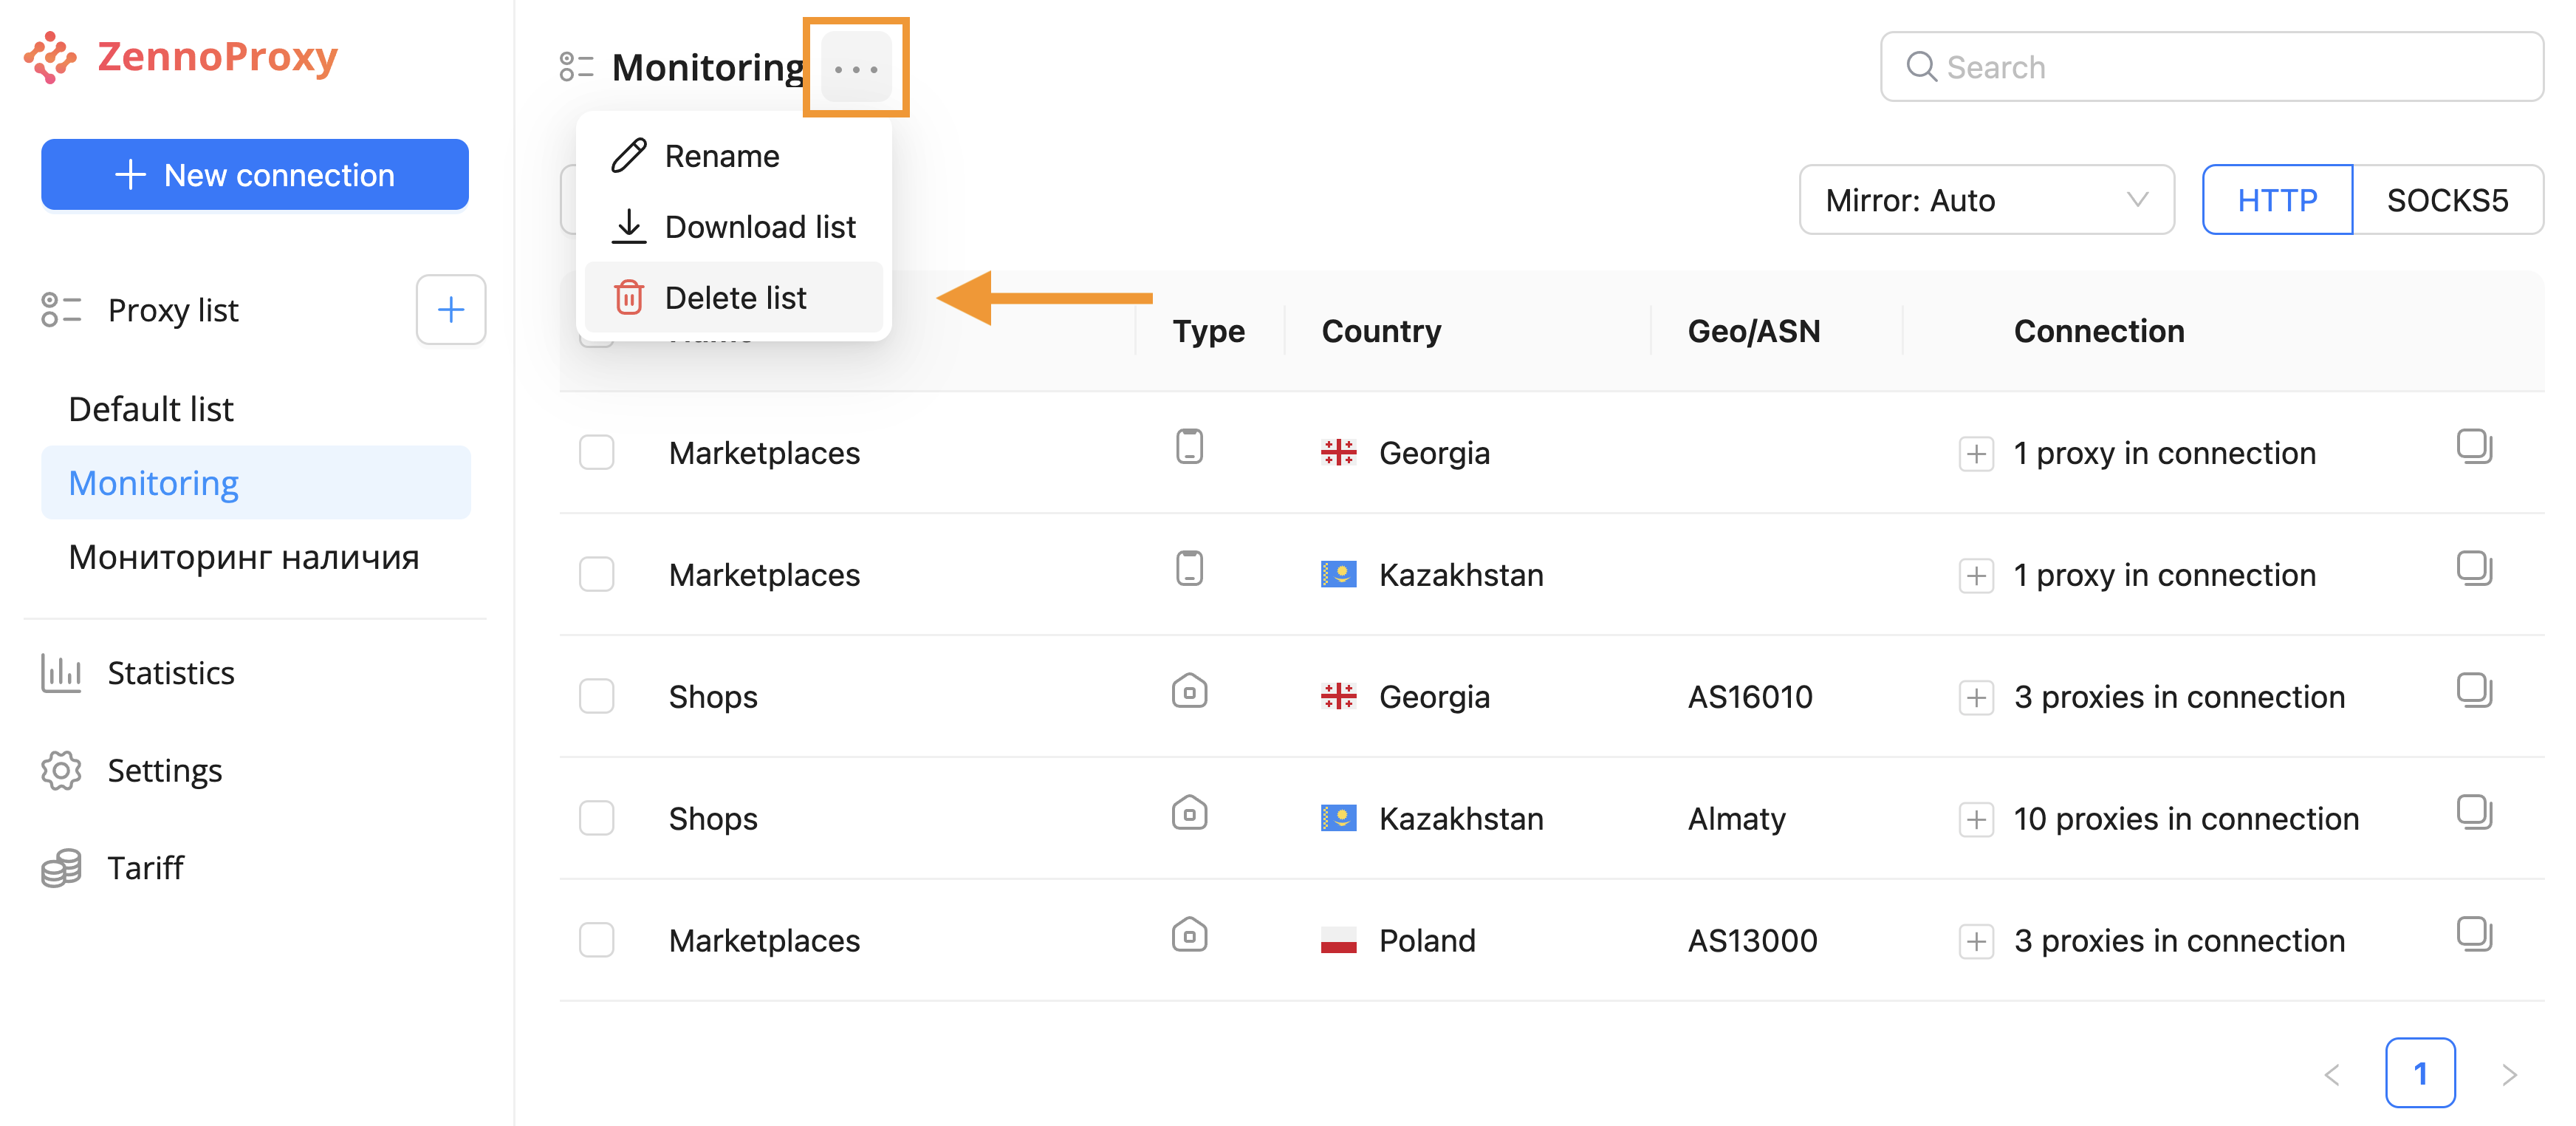 ZennoProxy
New connection
Proxy list
Default list
Monitoring
Мониторинг наличия
Statistics
Settings
Tariff
Monitoring
Search
Rename
Download list
Delete list
Mirror: Auto
HTTP
SOCKS5
Type Country Geo/ASN Connection
Marketplaces Georgia 1 proxy in connection
Marketplaces Kazakhstan 1 proxy in connection
Shops Georgia AS16010 3 proxies in connection
Shops Kazakhstan Almaty 10 proxies in connection
Marketplaces Poland AS13000 3 proxies in connection
1